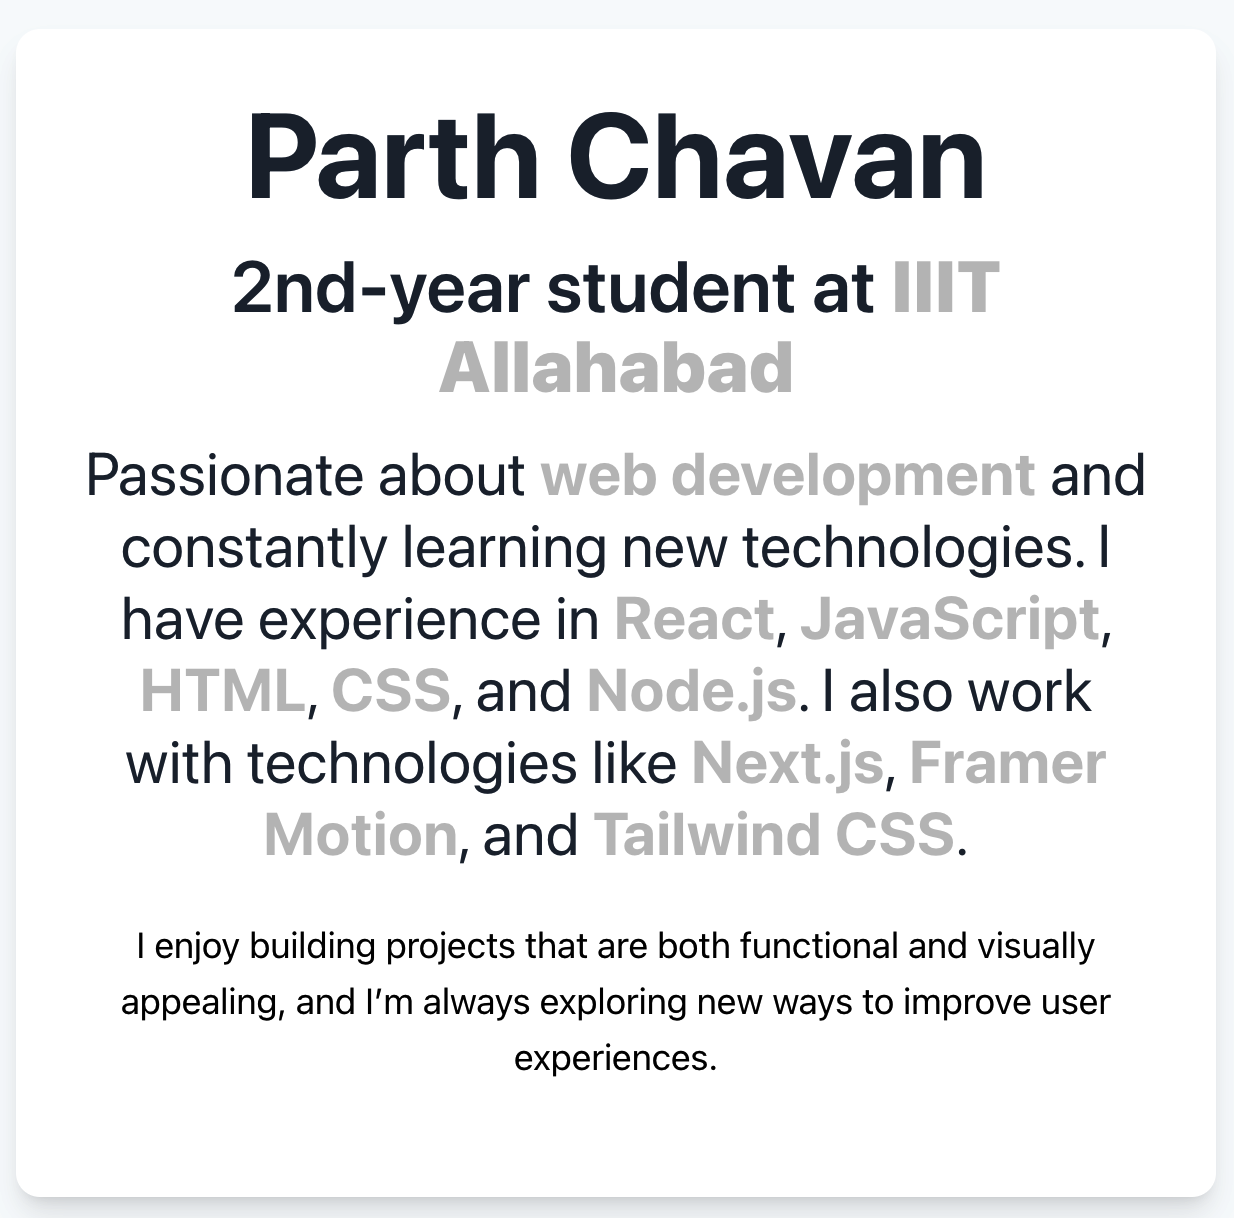 Parth Chavan
2nd-year student at IIIT
Allahabad
Passionate about web development and
constantly learning new technologies. I
have experience in React, JavaScript,
HTML, CSS, and Node.js. I also work
with technologies like Next.js, Framer
Motion, and Tailwind CSS.
I enjoy building projects that are both functional and visually
appealing, and I’m always exploring new ways to improve user
experiences.